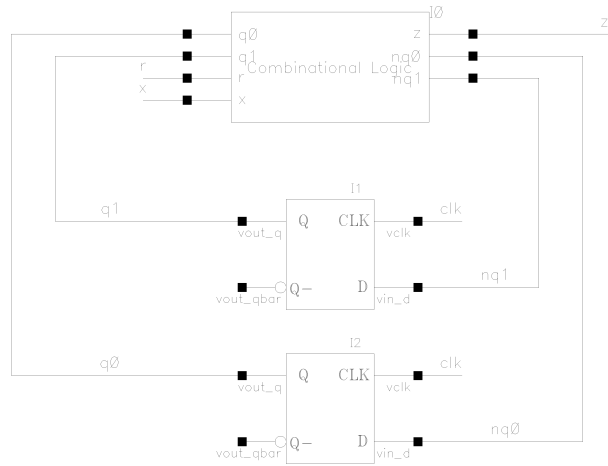 I0
z
q0 z
q1 nq0
Combinational Logic
r r nq1
x x
I1
q1 Q CLK clk
vout_q vclk
nq1
Q- D
vout_qbar vin_d
I2
q0 Q CLK clk
vout_q vclk
nq0
Q- D
vout_qbar vin_d